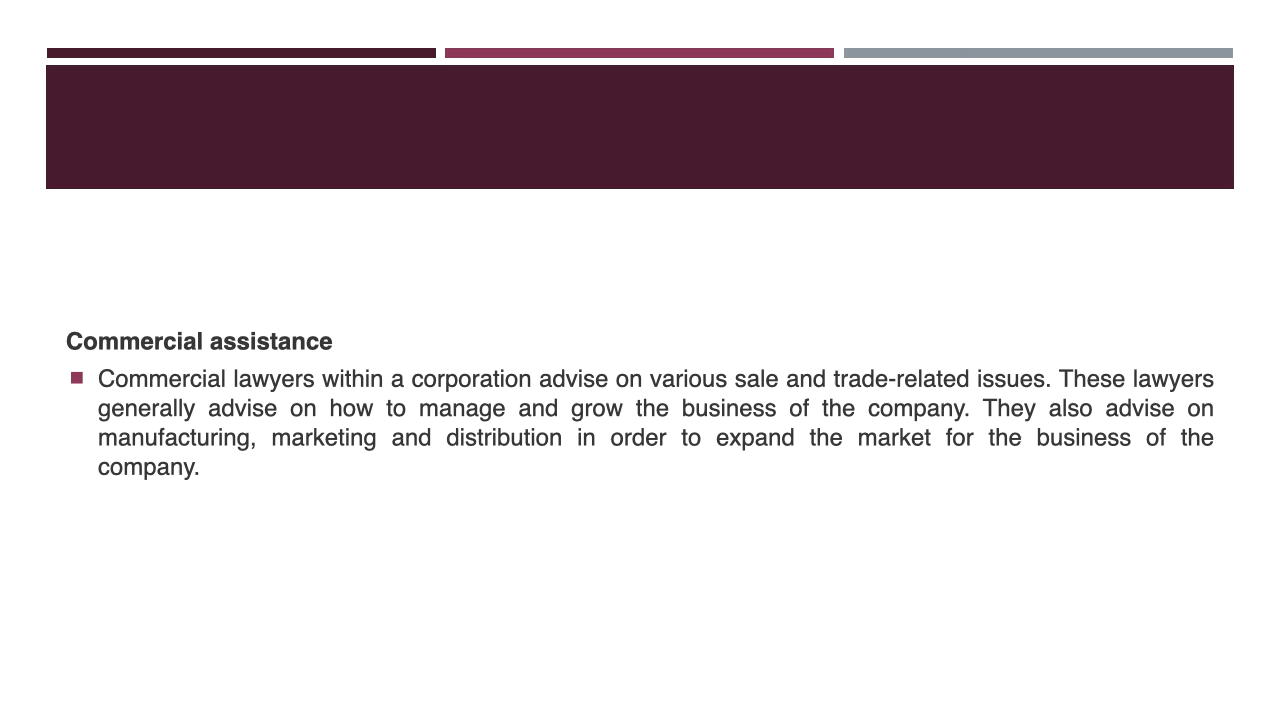 Commercial assistance
Commercial lawyers within a corporation advise on various sale and trade-related issues. These lawyers
generally advise on how to manage and grow the business of the company. They also advise on
manufacturing, marketing and distribution in order to expand the market for the business of the
company.